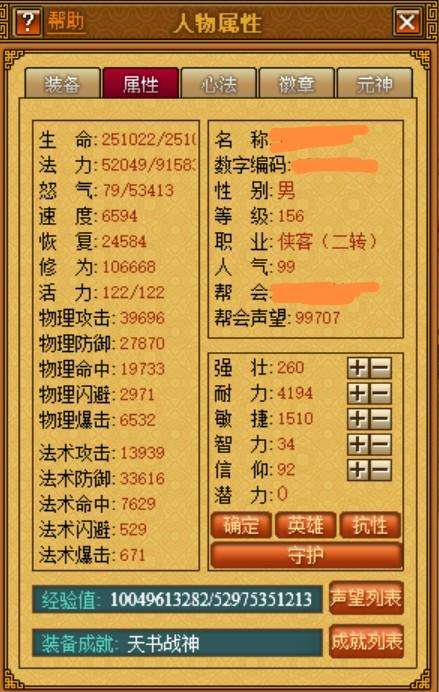 帮助
人物属性
装备 属性 心法 徽章 元神
生 命:251022/2510
法 力:52049/9158
怒 气:79/53413
速 度:6594
恢 复:24584
修 为:106668
活 力:122/122
物理攻击:39696
物理防御:27870
物理命中:19733
物理闪避:2971
物理爆击:6532
法术攻击:13939
法术防御:33616
法术命中:7629
法术闪避:529
法术爆击:671
名 称:
数字编码:
性 别:男
等 级:156
职 业:侠客（二转）
人 气:99
帮 会:
帮会声望:99707
强 壮:260
耐 力:4194
敏 捷:1510
智 力:34
信 仰:92
潜 力:0
确定 英雄 抗性
守护
经验值: 10049613282/52975351213 声望列表
装备成就: 天书战神 成就列表